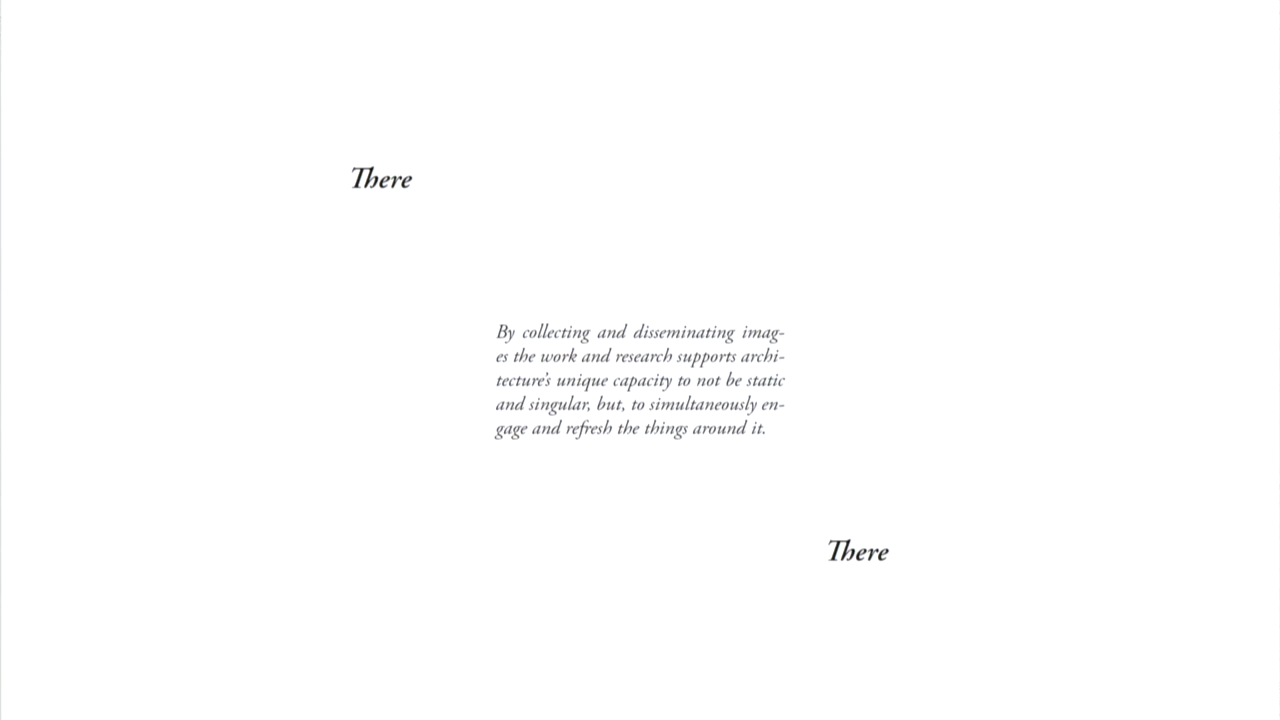 There
By collecting and disseminating imag-
es the work and research supports archi-
tecture's unique capacity to not be static
and singular, but, to simultaneously en-
gage and refresh the things around it.
There